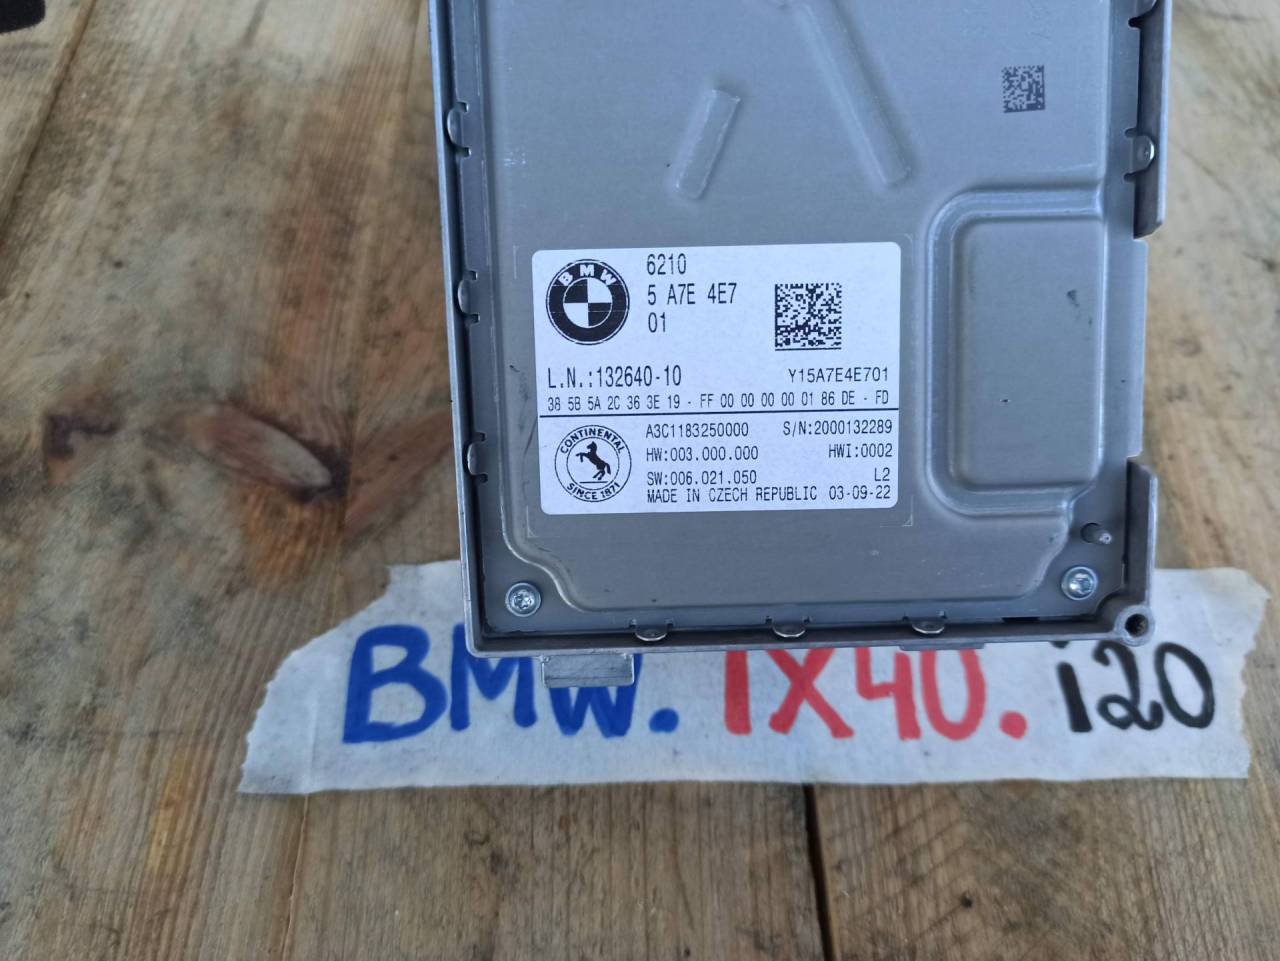 BMW
6210
5 A7E 4E7
01
L.N.:132640-10
Y15A7E4E701
38 5B 5A 2C 36 3E 19 - FF 00 00 00 00 01 86 DE - FD
CONTINENTAL
SINCE 1871
A3C1183250000 S/N:2000132289
HW:003.000.000 HWI:0002
SW:006.021.050 L2
MADE IN CZECH REPUBLIC 03-09-22
BMW. IX40. i20